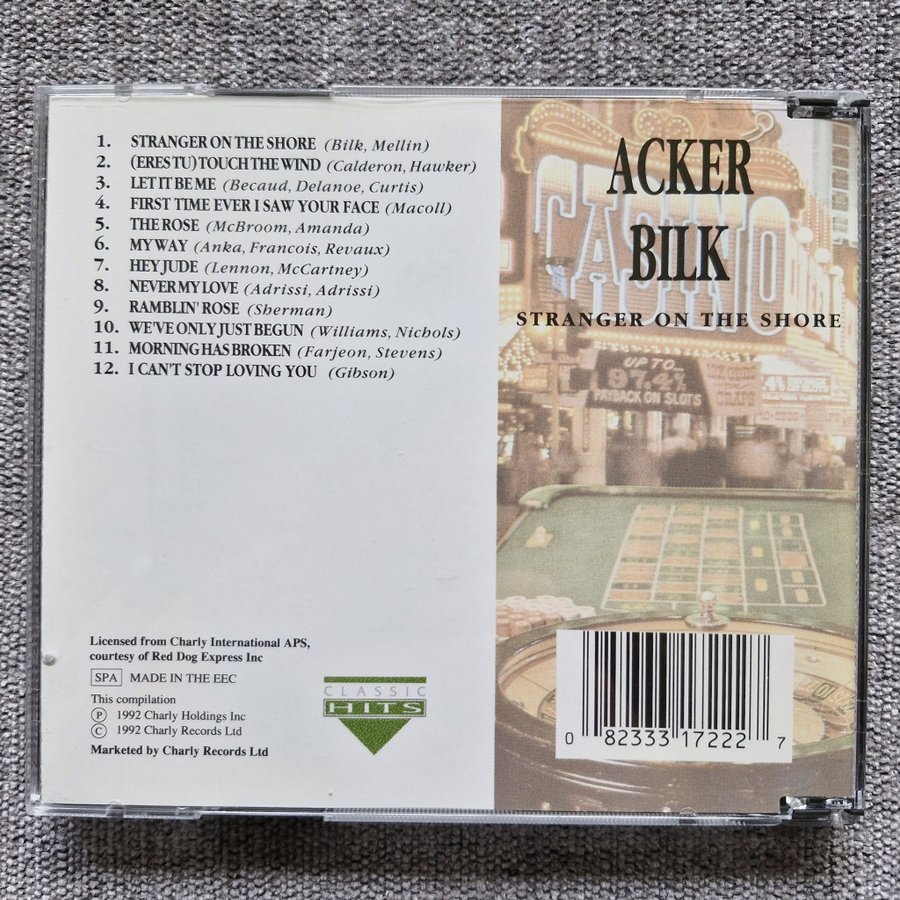 1. STRANGER ON THE SHORE (Bilk, Mellin)
2. (ERES TU) TOUCH THE WIND (Calderon, Hawker)
3. LET IT BE ME (Becaud, Delanoe, Curtis)
4. FIRST TIME EVER I SAW YOUR FACE (Macoll)
5. THE ROSE (McBroom, Amanda)
6. MY WAY (Anka, Francois, Revaux)
7. HEY JUDE (Lennon, McCartney)
8. NEVER MY LOVE (Adrissi, Adrissi)
9. RAMBLIN' ROSE (Sherman)
10. WE'VE ONLY JUST BEGUN (Williams, Nichols)
11. MORNING HAS BROKEN (Farjeon, Stevens)
12. I CAN'T STOP LOVING YOU (Gibson)
Licensed from Charly International APS,
courtesy of Red Dog Express Inc
SPA MADE IN THE EEC
This compilation
Ⓟ 1992 Charly Holdings Inc
© 1992 Charly Records Ltd
Marketed by Charly Records Ltd
CLASSIC
HITS
ACKER
BILK
STRANGER ON THE SHORE
CASINO
UP TO
97.4%
PAYBACK ON SLOTS
CRAPS
0 82333 17222 7